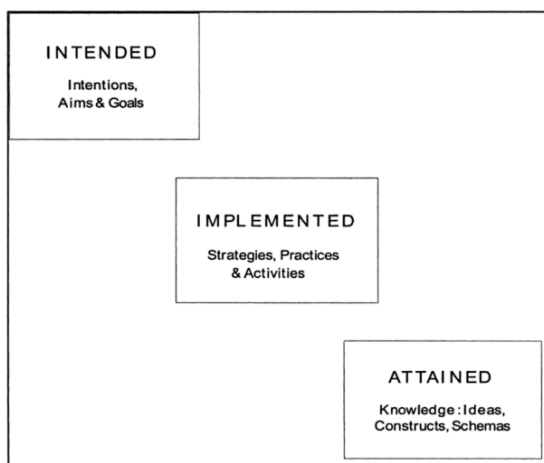 INTENDED
Intentions,
Aims & Goals
IMPLEMENTED
Strategies, Practices
& Activities
ATTAINED
Knowledge: Ideas,
Constructs, Schemas